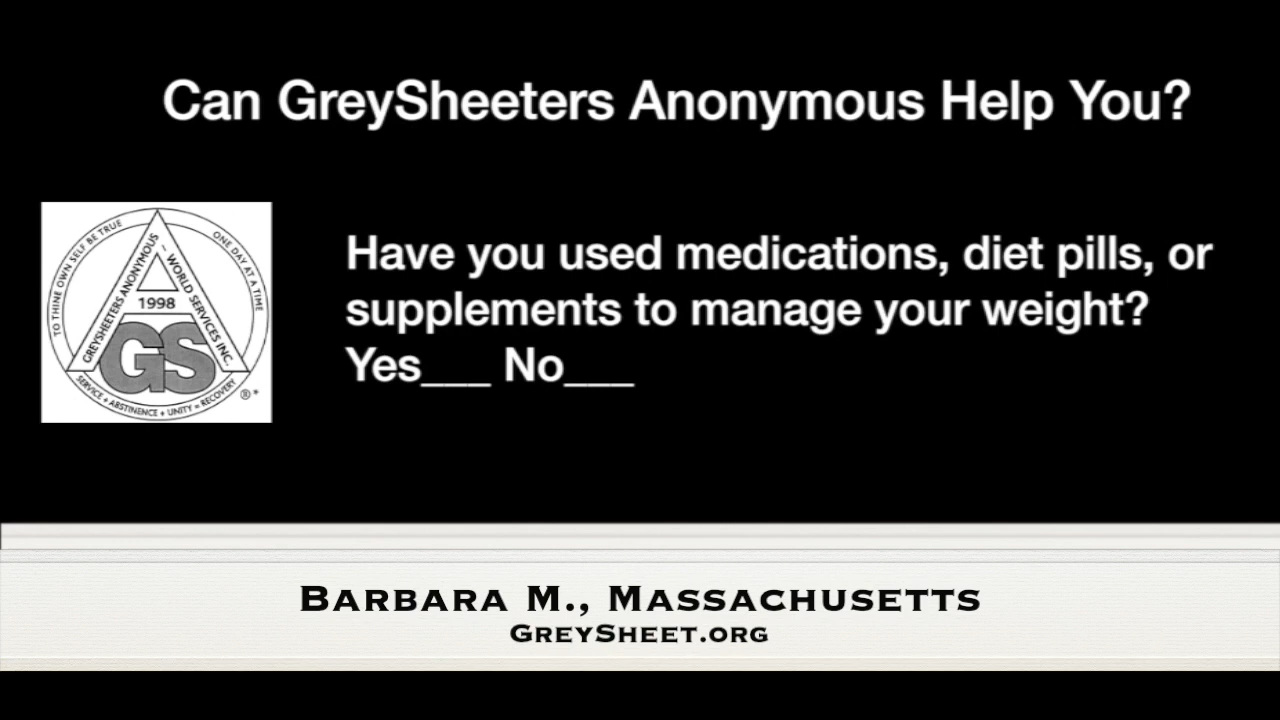 Can GreySheeters Anonymous Help You?
TO THINE OWN SELF BE TRUE
ONE DAY AT A TIME
GREYSHEETERS ANONYMOUS – WORLD SERVICES INC.
1998
GS
SERVICE + ABSTINENCE + UNITY = RECOVERY
®*
Have you used medications, diet pills, or
supplements to manage your weight?
Yes___ No___
BARBARA M., MASSACHUSETTS
GREYSHEET.ORG